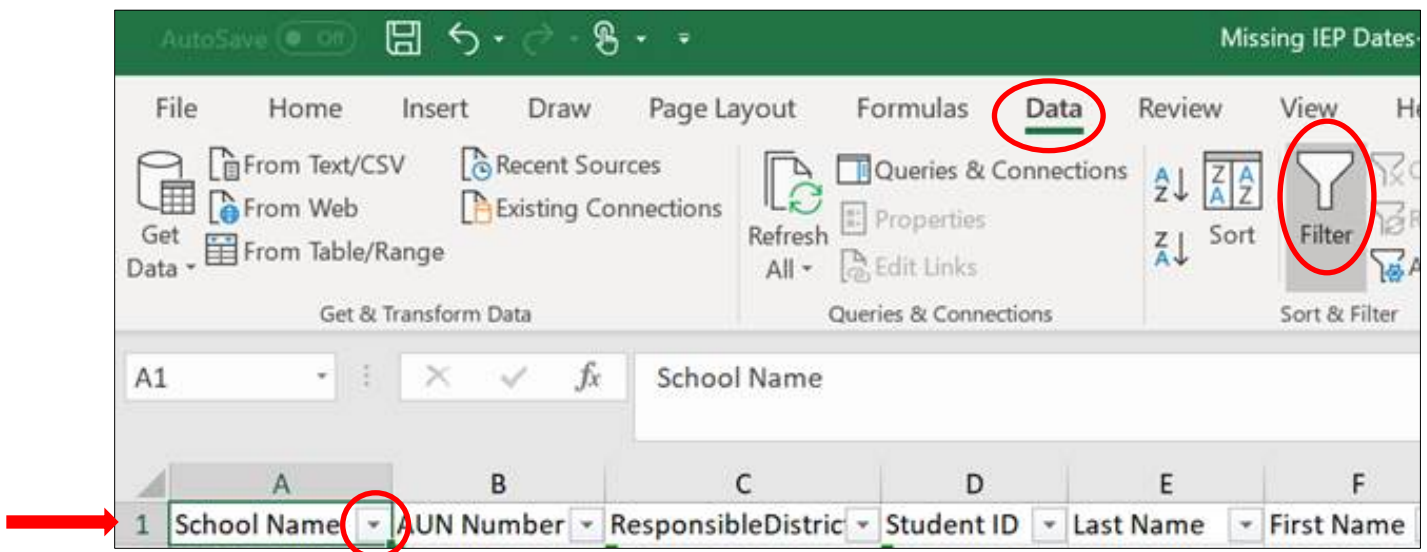 AutoSave Off Missing IEP Dates-
File Home Insert Draw Page Layout Formulas Data Review View He
From Text/CSV Recent Sources Queries & Connections
From Web Existing Connections Properties
From Table/Range Edit Links
Get Data
Refresh All
Sort
Filter
Get & Transform Data Queries & Connections Sort & Filter
A1 fx School Name
A B C D E F
1 School Name AUN Number ResponsibleDistric Student ID Last Name First Name